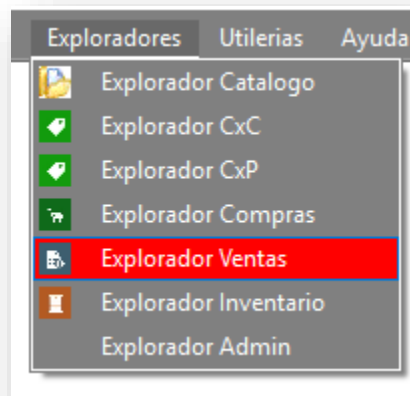 Exploradores Utilerias Ayuda
Explorador Catalogo
Explorador CxC
Explorador CxP
Explorador Compras
Explorador Ventas
Explorador Inventario
Explorador Admin